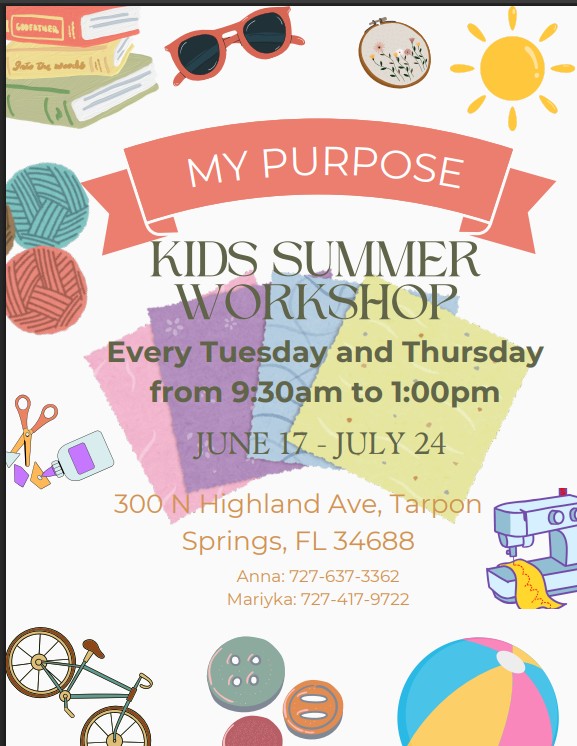 GODFATHER
Into the Woods
MY PURPOSE
KIDS SUMMER
WORKSHOP
Every Tuesday and Thursday
from 9:30am to 1:00pm
JUNE 17 - JULY 24
300 N Highland Ave, Tarpon
Springs, FL 34688
Anna: 727-637-3362
Mariyka: 727-417-9722